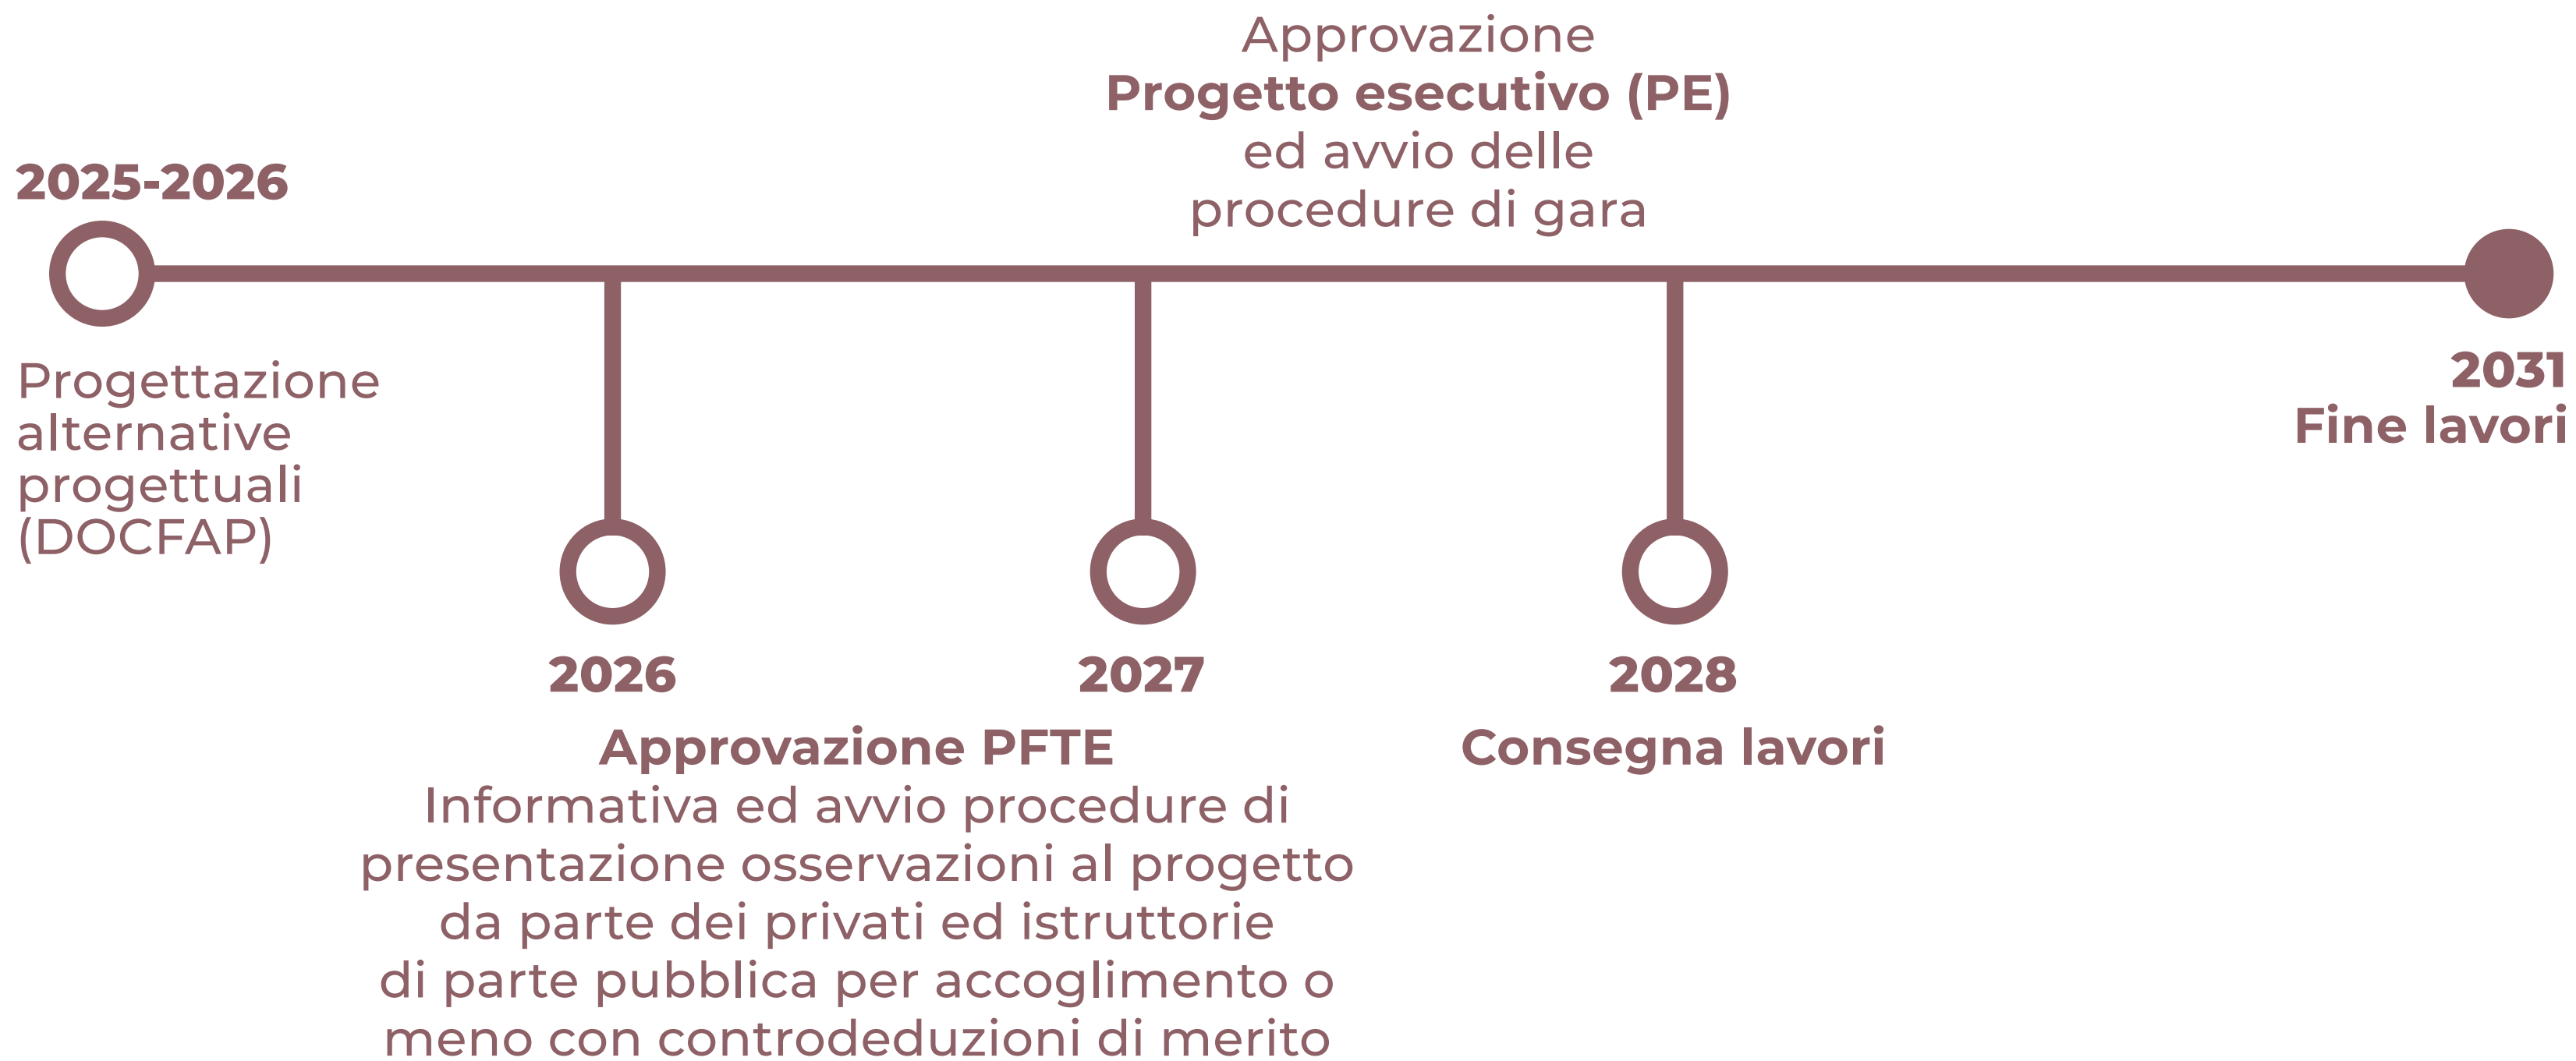 2025-2026
Progettazione
alternative
progettuali
(DOCFAP)
Approvazione
Progetto esecutivo (PE)
ed avvio delle
procedure di gara
2026
2027
Approvazione PFTE
Informativa ed avvio procedure di
presentazione osservazioni al progetto
da parte dei privati ed istruttorie
di parte pubblica per accoglimento o
meno con controdeduzioni di merito
2028
Consegna lavori
2031
Fine lavori